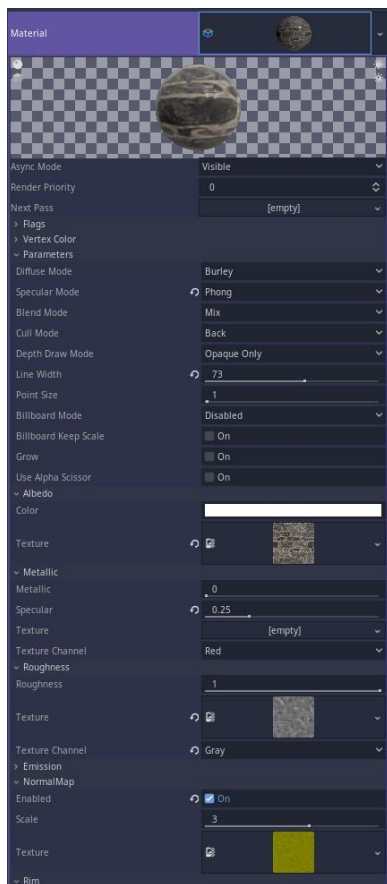 Material
Async Mode Visible
Render Priority 0
Next Pass [empty]
Flags
Vertex Color
Parameters
Diffuse Mode Burley
Specular Mode Phong
Blend Mode Mix
Cull Mode Back
Depth Draw Mode Opaque Only
Line Width 73
Point Size 1
Billboard Mode Disabled
Billboard Keep Scale On
Grow On
Use Alpha Scissor On
Albedo
Color
Texture
Metallic
Metallic 0
Specular 0.25
Texture [empty]
Texture Channel Red
Roughness
Roughness 1
Texture
Texture Channel Gray
Emission
NormalMap
Enabled On
Scale 3
Texture
Rim